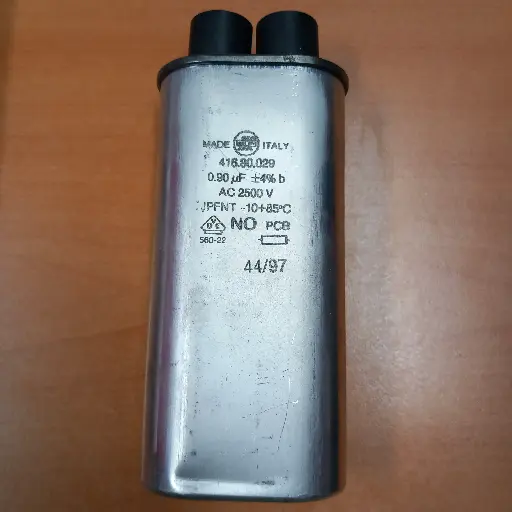 MADE ITALY
416.90.029
0.90 µF ±4% b
AC 2500 V
JPFNT -10+85°C
NO PCB
560-22
44/97